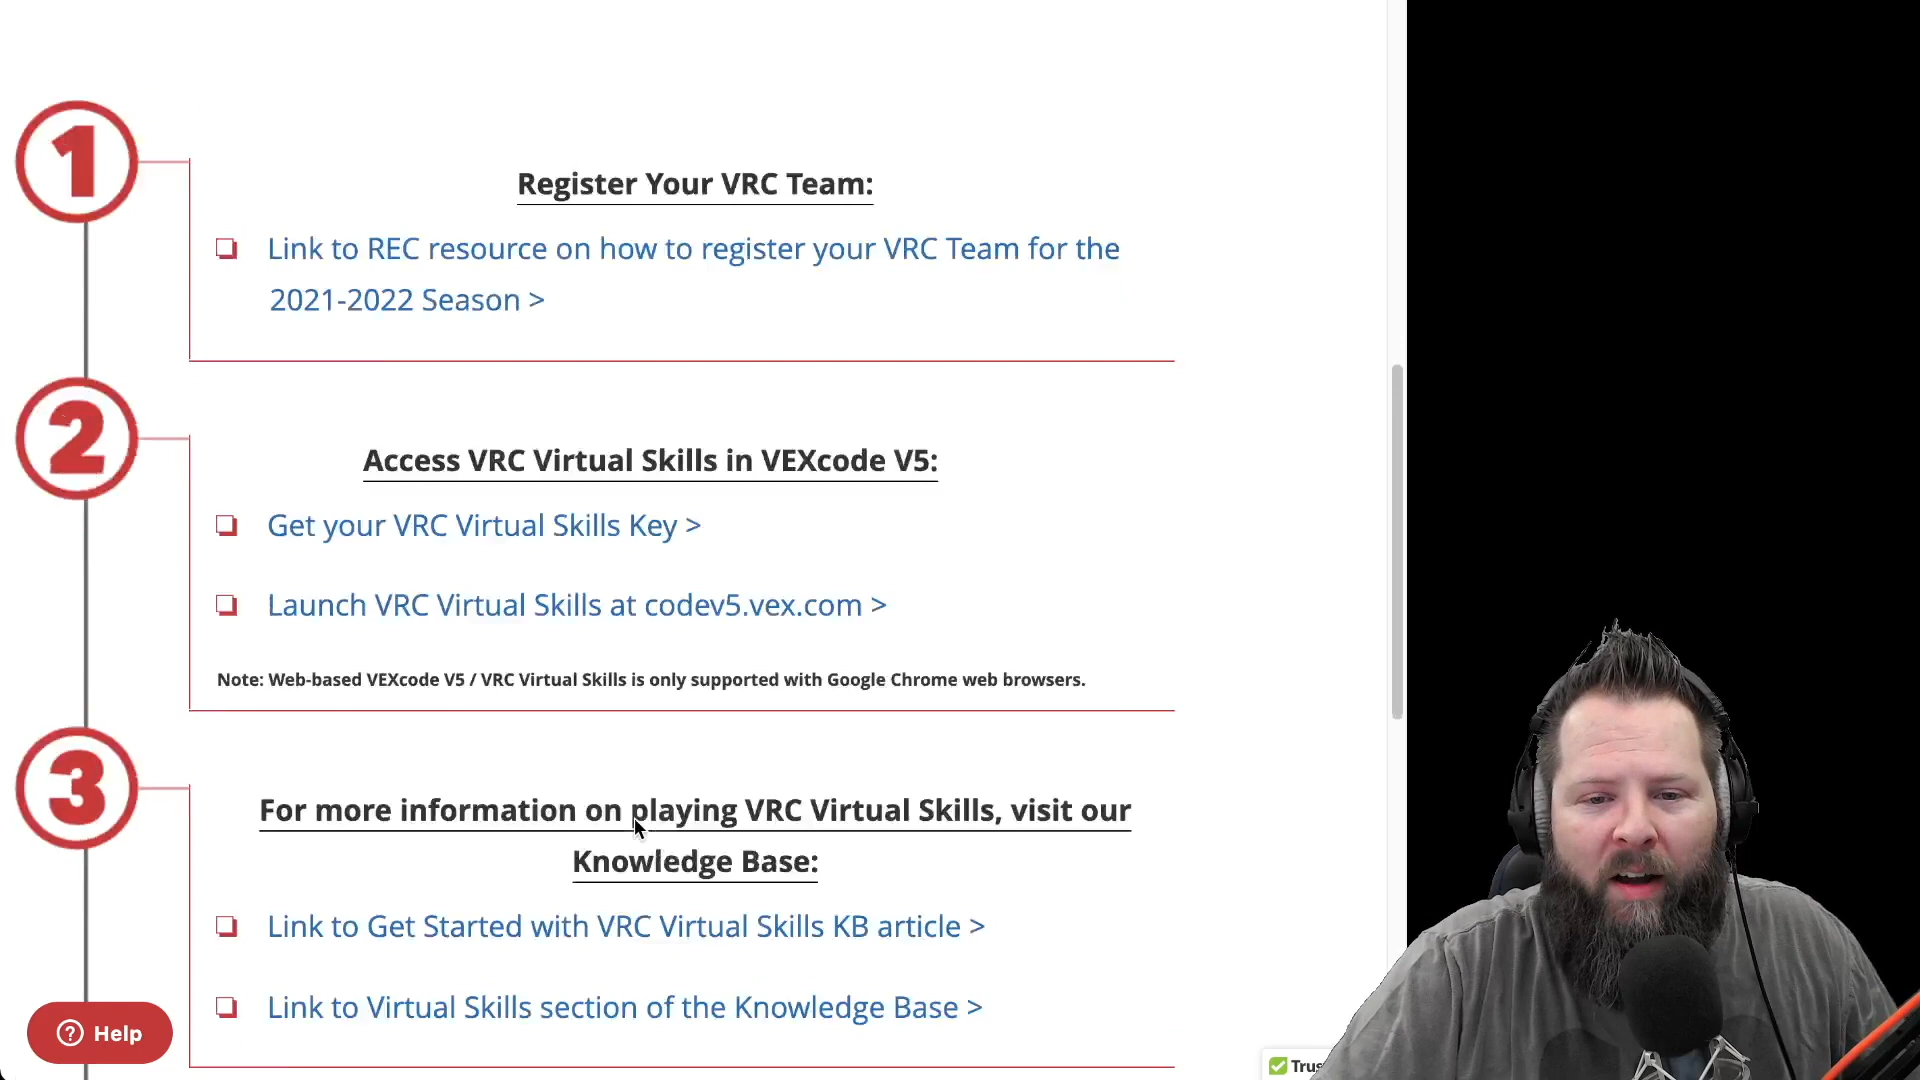 1
Register Your VRC Team:
Link to REC resource on how to register your VRC Team for the
2021-2022 Season >
2
Access VRC Virtual Skills in VEXcode V5:
Get your VRC Virtual Skills Key >
Launch VRC Virtual Skills at codev5.vex.com >
Note: Web-based VEXcode V5 / VRC Virtual Skills is only supported with Google Chrome web browsers.
3
For more information on playing VRC Virtual Skills, visit our
Knowledge Base:
Link to Get Started with VRC Virtual Skills KB article >
Link to Virtual Skills section of the Knowledge Base >
? Help